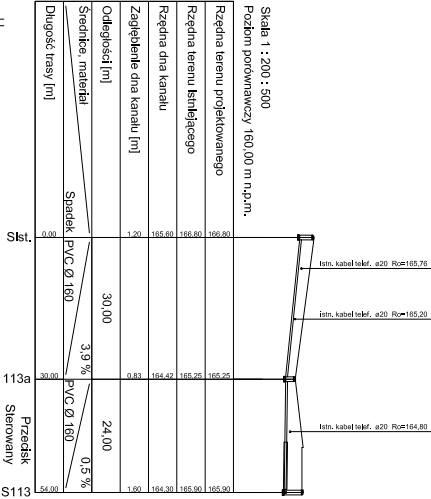 Skala 1 : 200 : 500
Poziom porównawczy 160,00 m n.p.m.
Istn. kabel telef. ø20 Ro=165,76
istn. kabel telef. ø20 Ro=165,20
Istn. kabel telef. ø20 Ro=164,80
Rzędna terenu projektowanego 166.80 165,25 165.90
Rzędna terenu Istniejącego 166,80 165,25 165,90
Rzędna dna kanału 165.60 164.42 164,30
Zagłębienie dna kanału [m] 1,20 0,83 1.60
Odległości [m] 30,00 24,00
Średnice, materiał Spadek PVC Ø 160 3,9 % PVC Ø 160 0,5 %
Długość trasy [m] 0,00 30,00 54,00
SIst. 113a Przecisk Sterowany S113